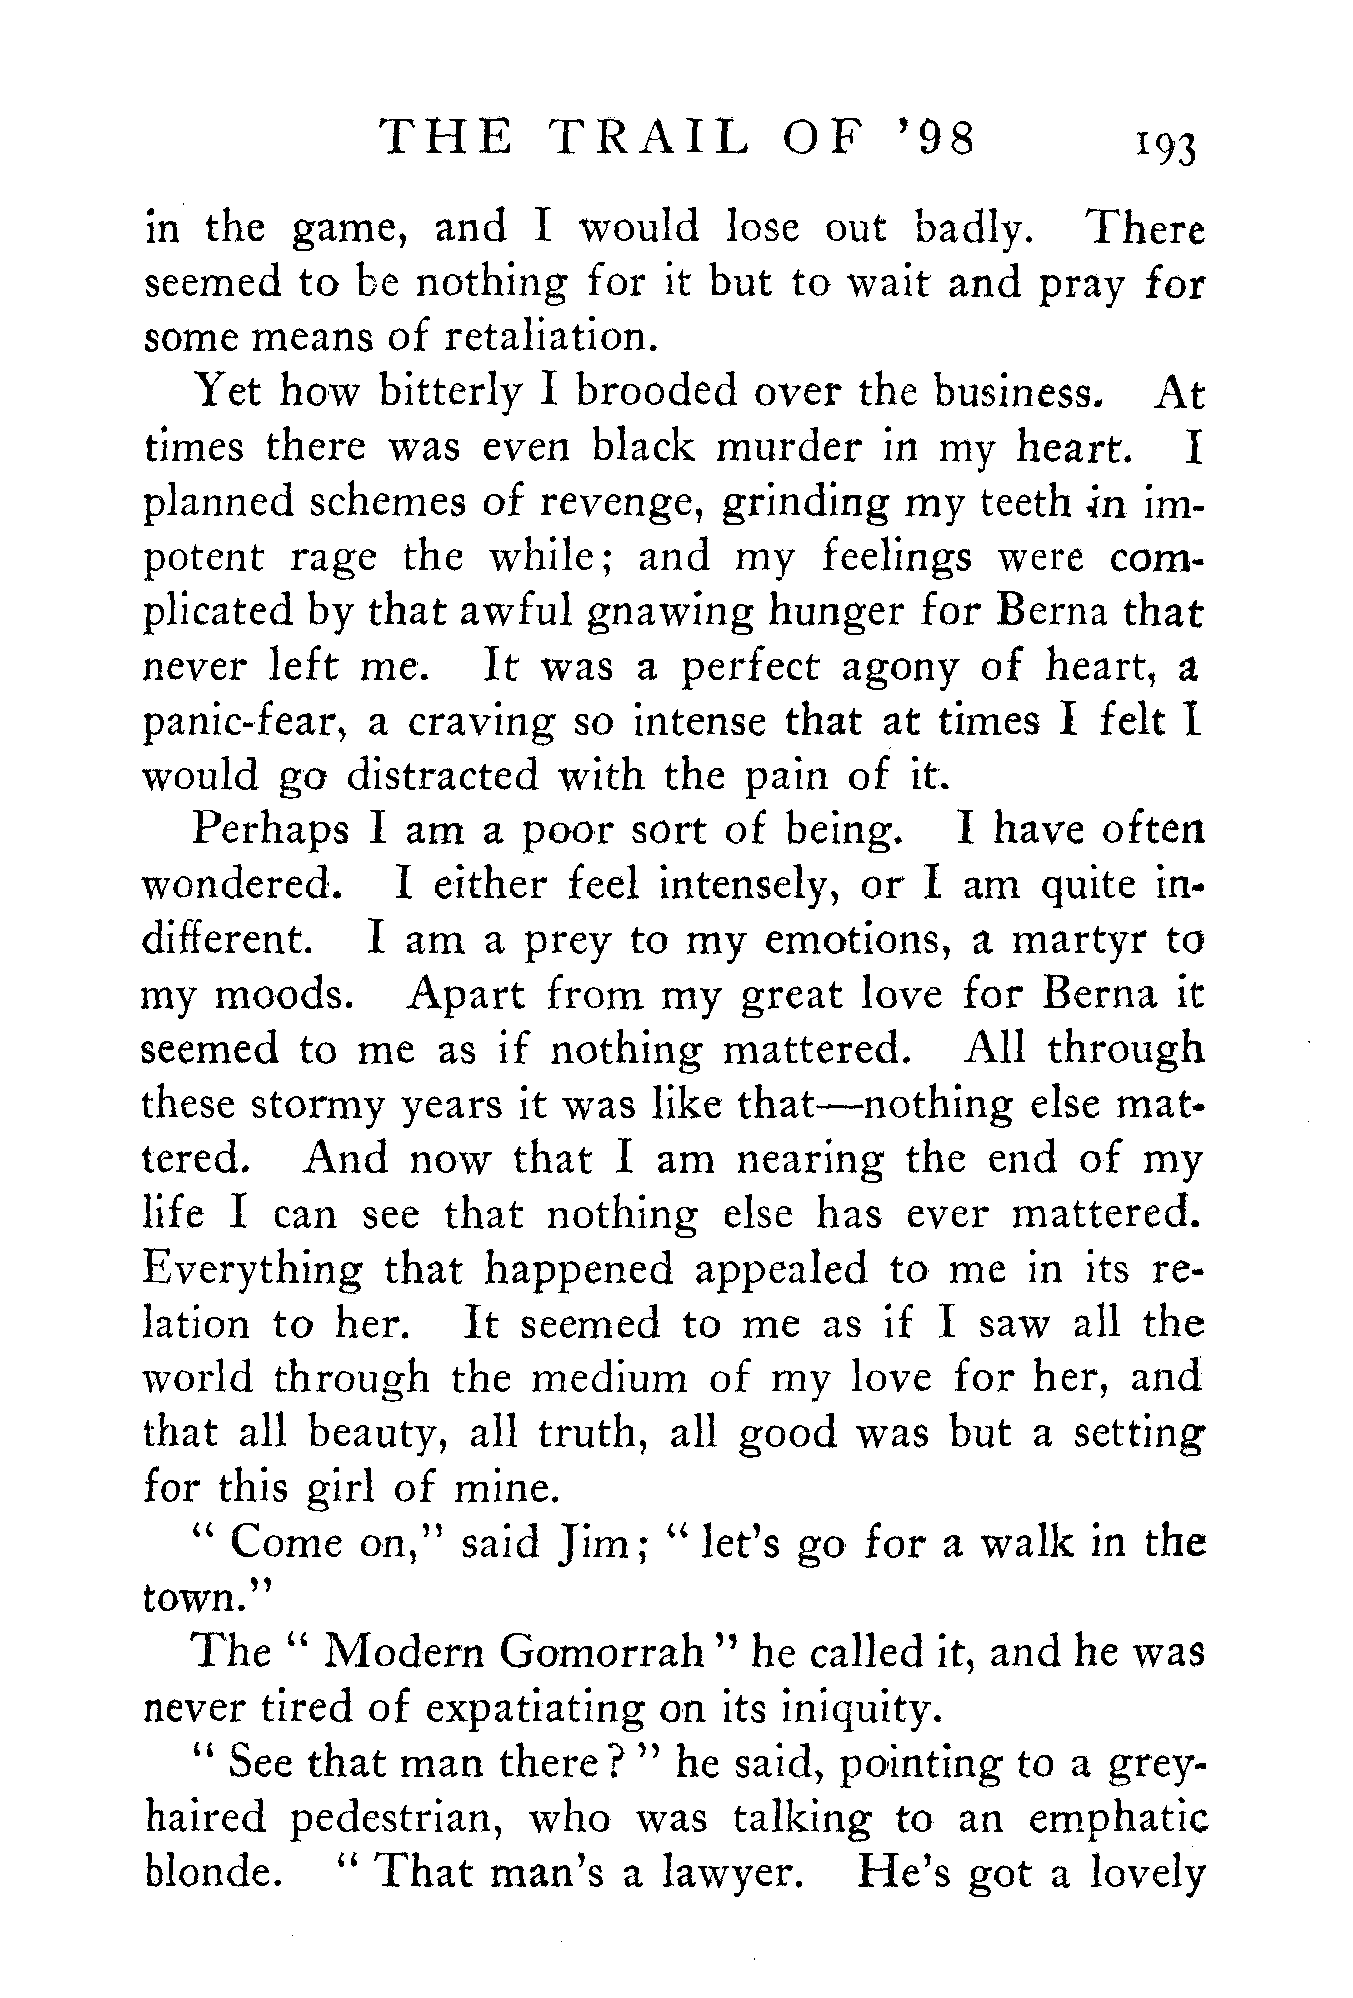 THE TRAIL OF '98 193
in the game, and I would lose out badly. There
seemed to be nothing for it but to wait and pray for
some means of retaliation.
Yet how bitterly I brooded over the business. At
times there was even black murder in my heart. I
planned schemes of revenge, grinding my teeth in im-
potent rage the while; and my feelings were com-
plicated by that awful gnawing hunger for Berna that
never left me. It was a perfect agony of heart, a
panic-fear, a craving so intense that at times I felt I
would go distracted with the pain of it.
Perhaps I am a poor sort of being. I have often
wondered. I either feel intensely, or I am quite in-
different. I am a prey to my emotions, a martyr to
my moods. Apart from my great love for Berna it
seemed to me as if nothing mattered. All through
these stormy years it was like that—nothing else mat-
tered. And now that I am nearing the end of my
life I can see that nothing else has ever mattered.
Everything that happened appealed to me in its re-
lation to her. It seemed to me as if I saw all the
world through the medium of my love for her, and
that all beauty, all truth, all good was but a setting
for this girl of mine.
" Come on," said Jim; " let's go for a walk in the
town."
The " Modern Gomorrah " he called it, and he was
never tired of expatiating on its iniquity.
" See that man there ? " he said, pointing to a grey-
haired pedestrian, who was talking to an emphatic
blonde. " That man's a lawyer. He's got a lovely